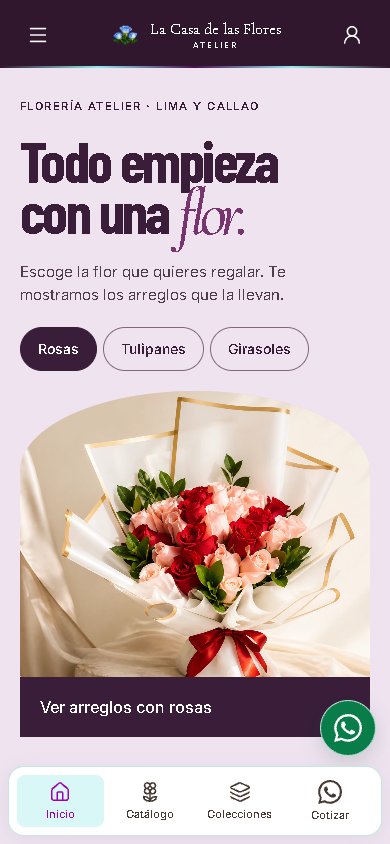 La Casa de las Flores
ATELIER
FLORERÍA ATELIER · LIMA Y CALLAO
Todo empieza
con una flor.
Escoge la flor que quieres regalar. Te
mostramos los arreglos que la llevan.
Rosas Tulipanes Girasoles
Ver arreglos con rosas
Inicio Catálogo Colecciones Cotizar